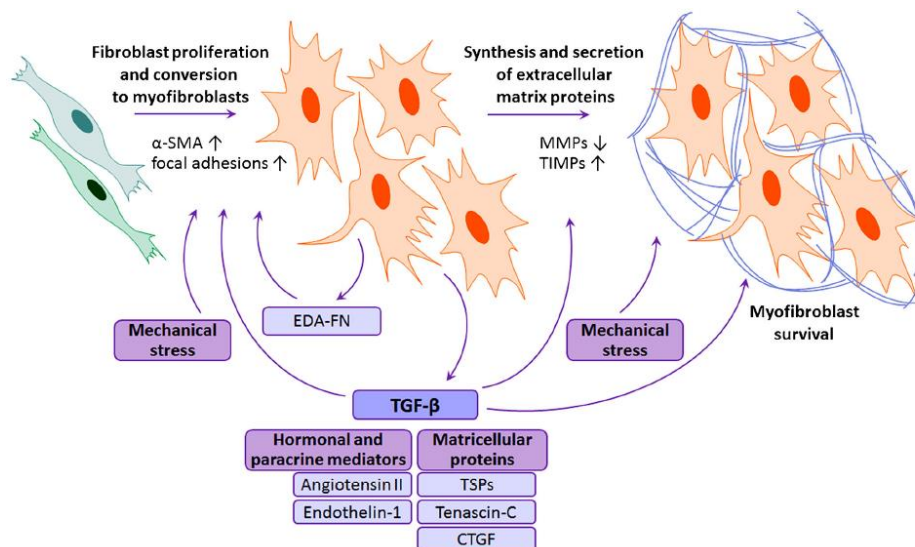 Fibroblast proliferation
and conversion
to myofibroblasts
α-SMA ↑
focal adhesions ↑
Synthesis and secretion
of extracellular
matrix proteins
MMPs ↓
TIMPs ↑
EDA-FN
Mechanical
stress
Mechanical
stress
Myofibroblast
survival
TGF-β
Hormonal and
paracrine mediators
Angiotensin II
Endothelin-1
Matricellular
proteins
TSPs
Tenascin-C
CTGF